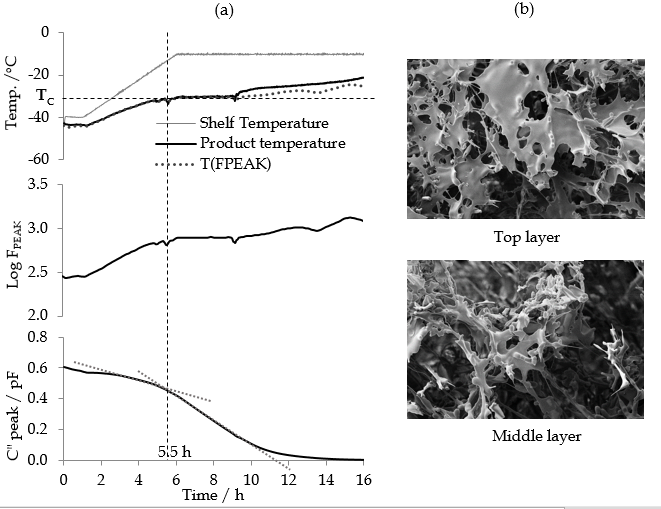 (a)
(b)
0
-20
T_C
-40
-60
Temp. /°C
Shelf Temperature
Product temperature
T(FPEAK)
3.5
3.0
2.5
2.0
Log F_PEAK
0.8
0.6
0.4
0.2
0.0
C" peak / pF
5.5 h
0 2 4 6 8 10 12 14 16
Time / h
Top layer
Middle layer